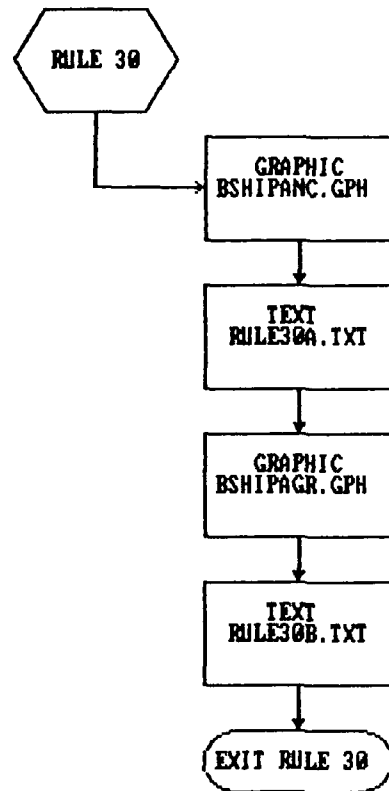 RULE 30
GRAPHIC
BSHIPANC.GPH
TEXT
RULE30A.TXT
GRAPHIC
BSHIPAGR.GPH
TEXT
RULE30B.TXT
EXIT RULE 30